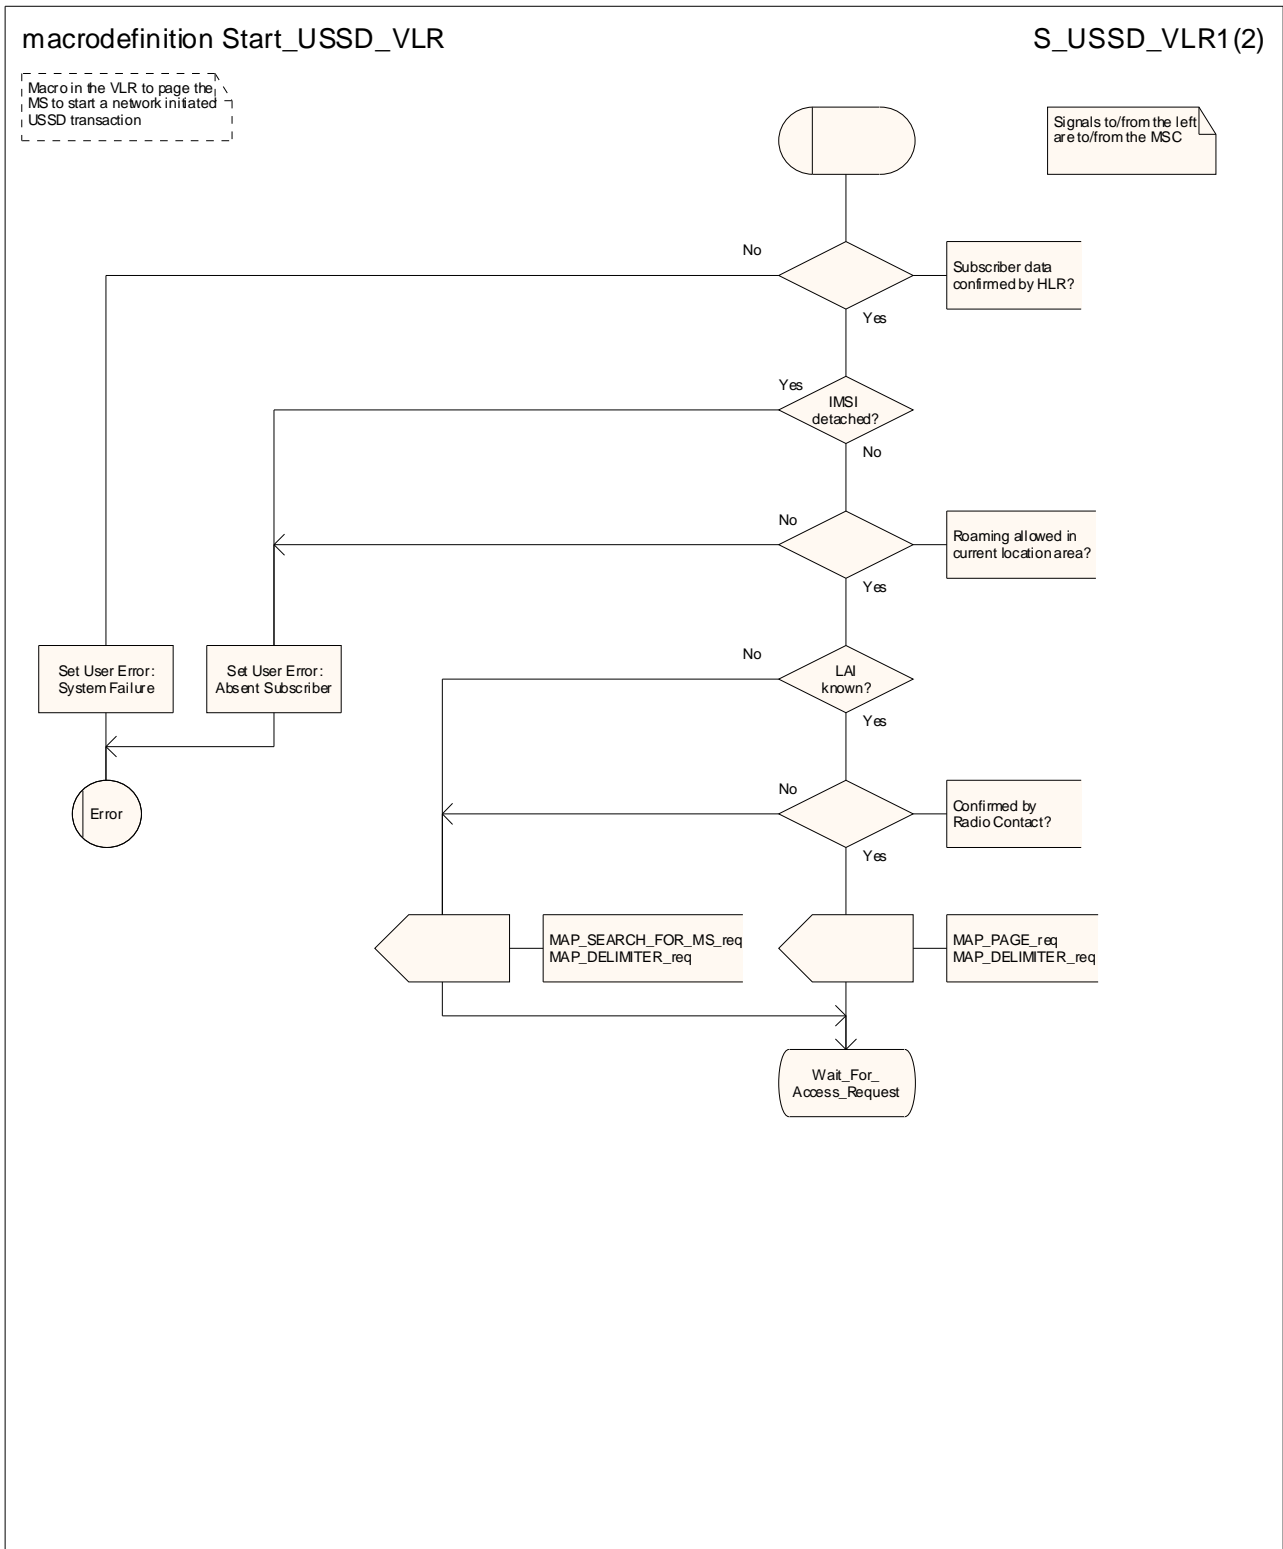 macrodefinition Start_USSD_VLR
S_USSD_VLR1(2)
Macro in the VLR to page the
MS to start a network initiated
USSD transaction
Signals to/from the left
are to/from the MSC
No
Subscriber data
confirmed by HLR?
Yes
Yes
IMSI
detached?
No
No
Roaming allowed in
current location area?
Yes
Set User Error:
System Failure
Set User Error:
Absent Subscriber
No
LAI
known?
Yes
No
Error
Confirmed by
Radio Contact?
Yes
MAP_SEARCH_FOR_MS_req
MAP_DELIMITER_req
MAP_PAGE_req
MAP_DELIMITER_req
Wait_For_
Access_Request